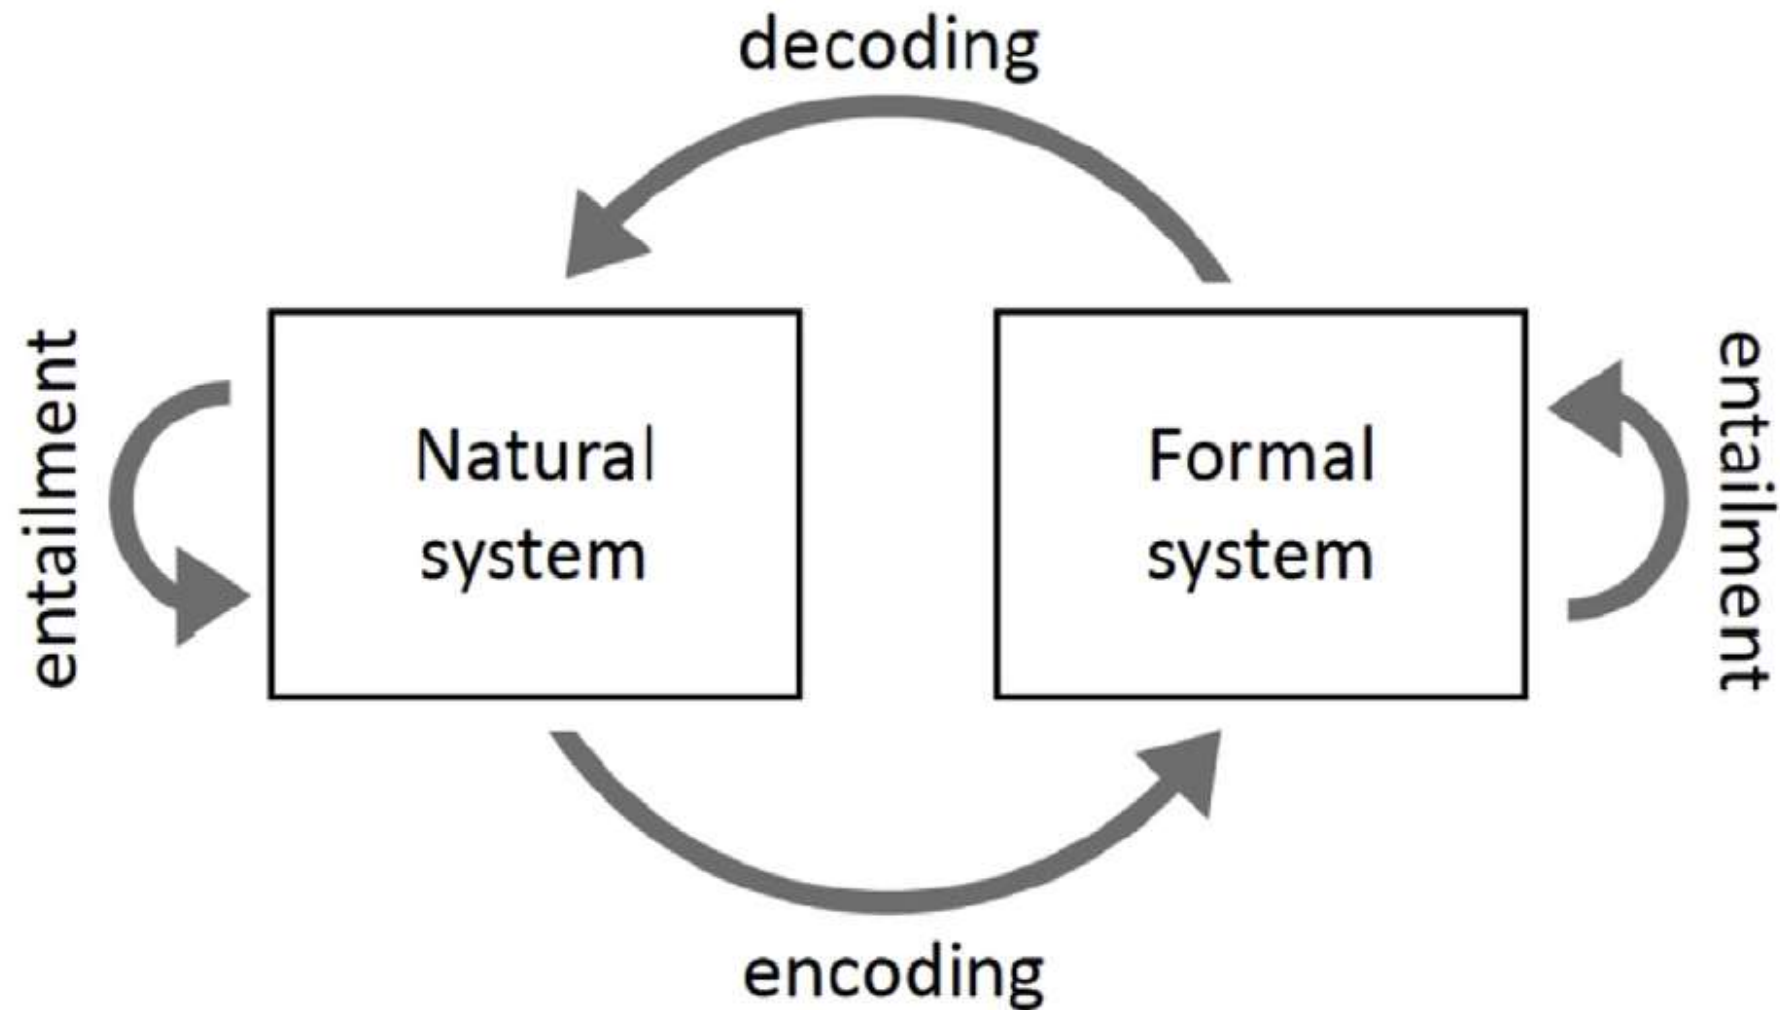 decoding
entailment
Natural
system
Formal
system
entailment
encoding